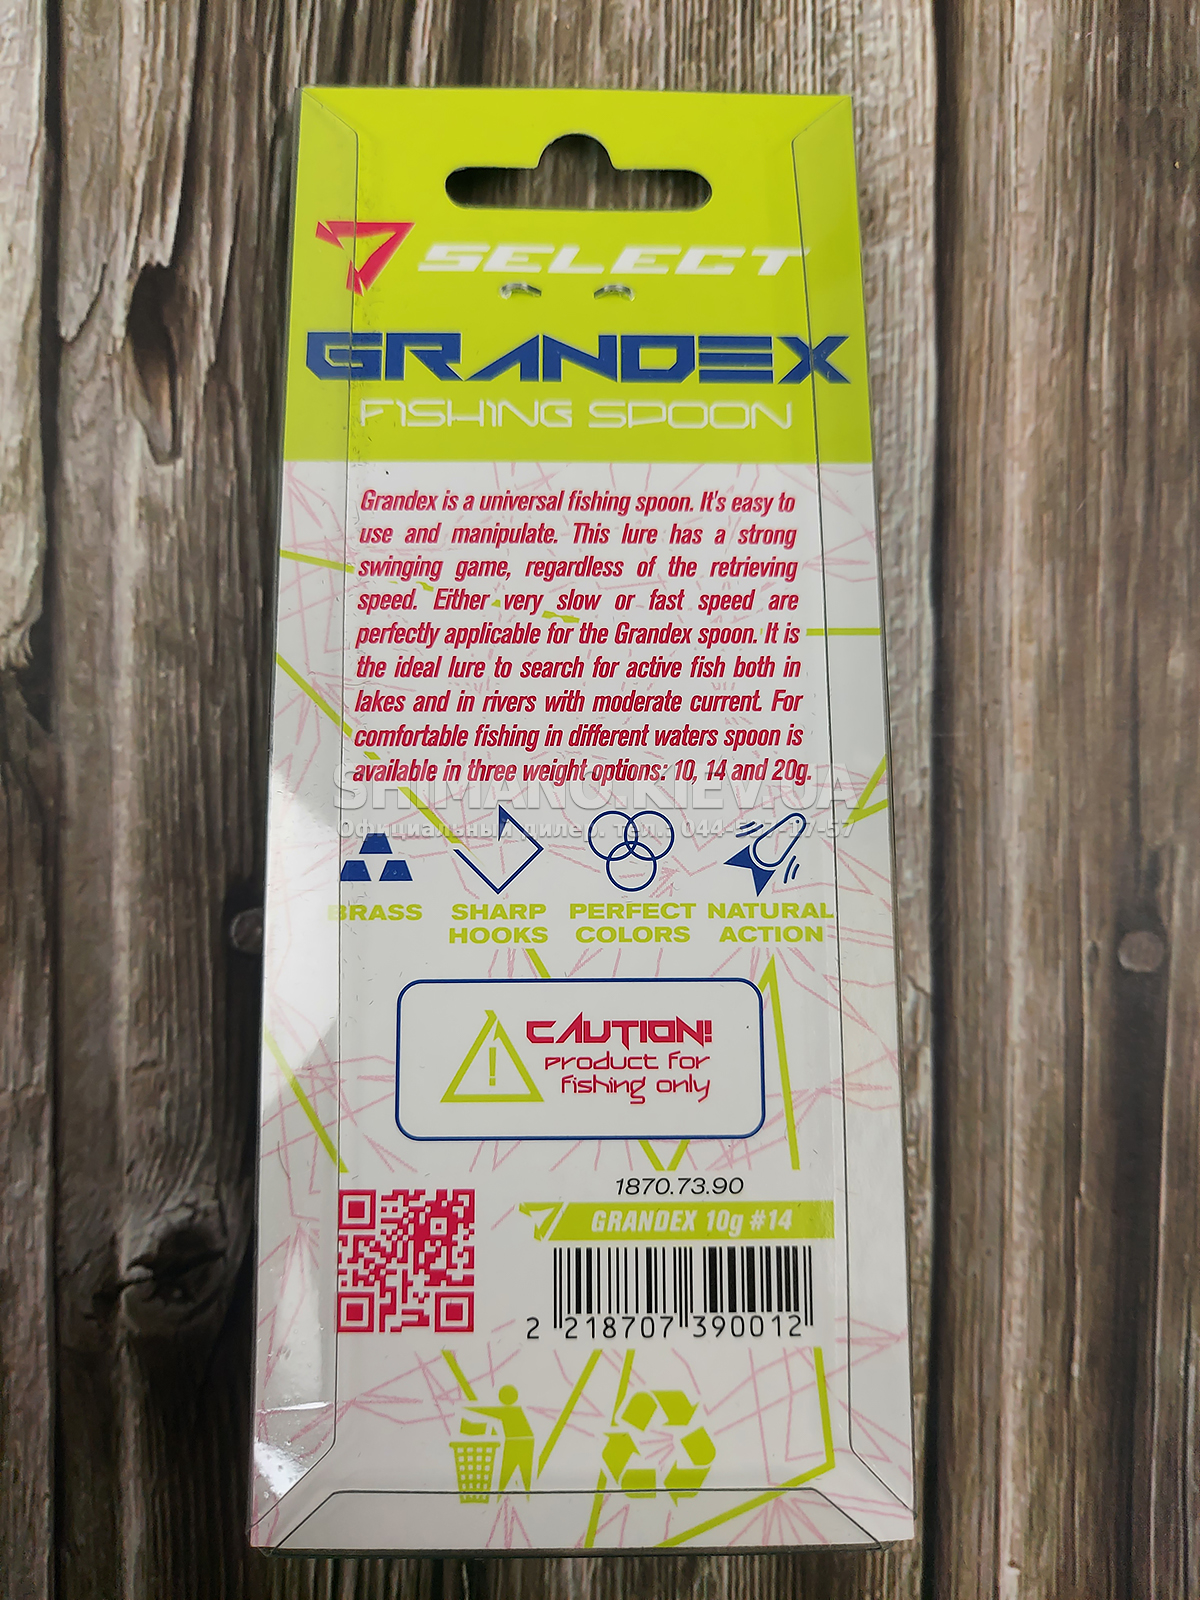 SELECT
GRANDEX
FISHING SPOON
Grandex is a universal fishing spoon. It's easy to
use and manipulate. This lure has a strong
swinging game, regardless of the retrieving
speed. Either very slow or fast speed are
perfectly applicable for the Grandex spoon. It is
the ideal lure to search for active fish both in
lakes and in rivers with moderate current. For
comfortable fishing in different waters spoon is
available in three weight options: 10, 14 and 20g.
SHIMANO.KIEV.UA
Официальный дилер. тел.:
BRASS
SHARP
HOOKS
PERFECT
COLORS
NATURAL
ACTION
CAUTION!
product for
fishing only
1870.73.90
GRANDEX 10g #14
2 218707 390012